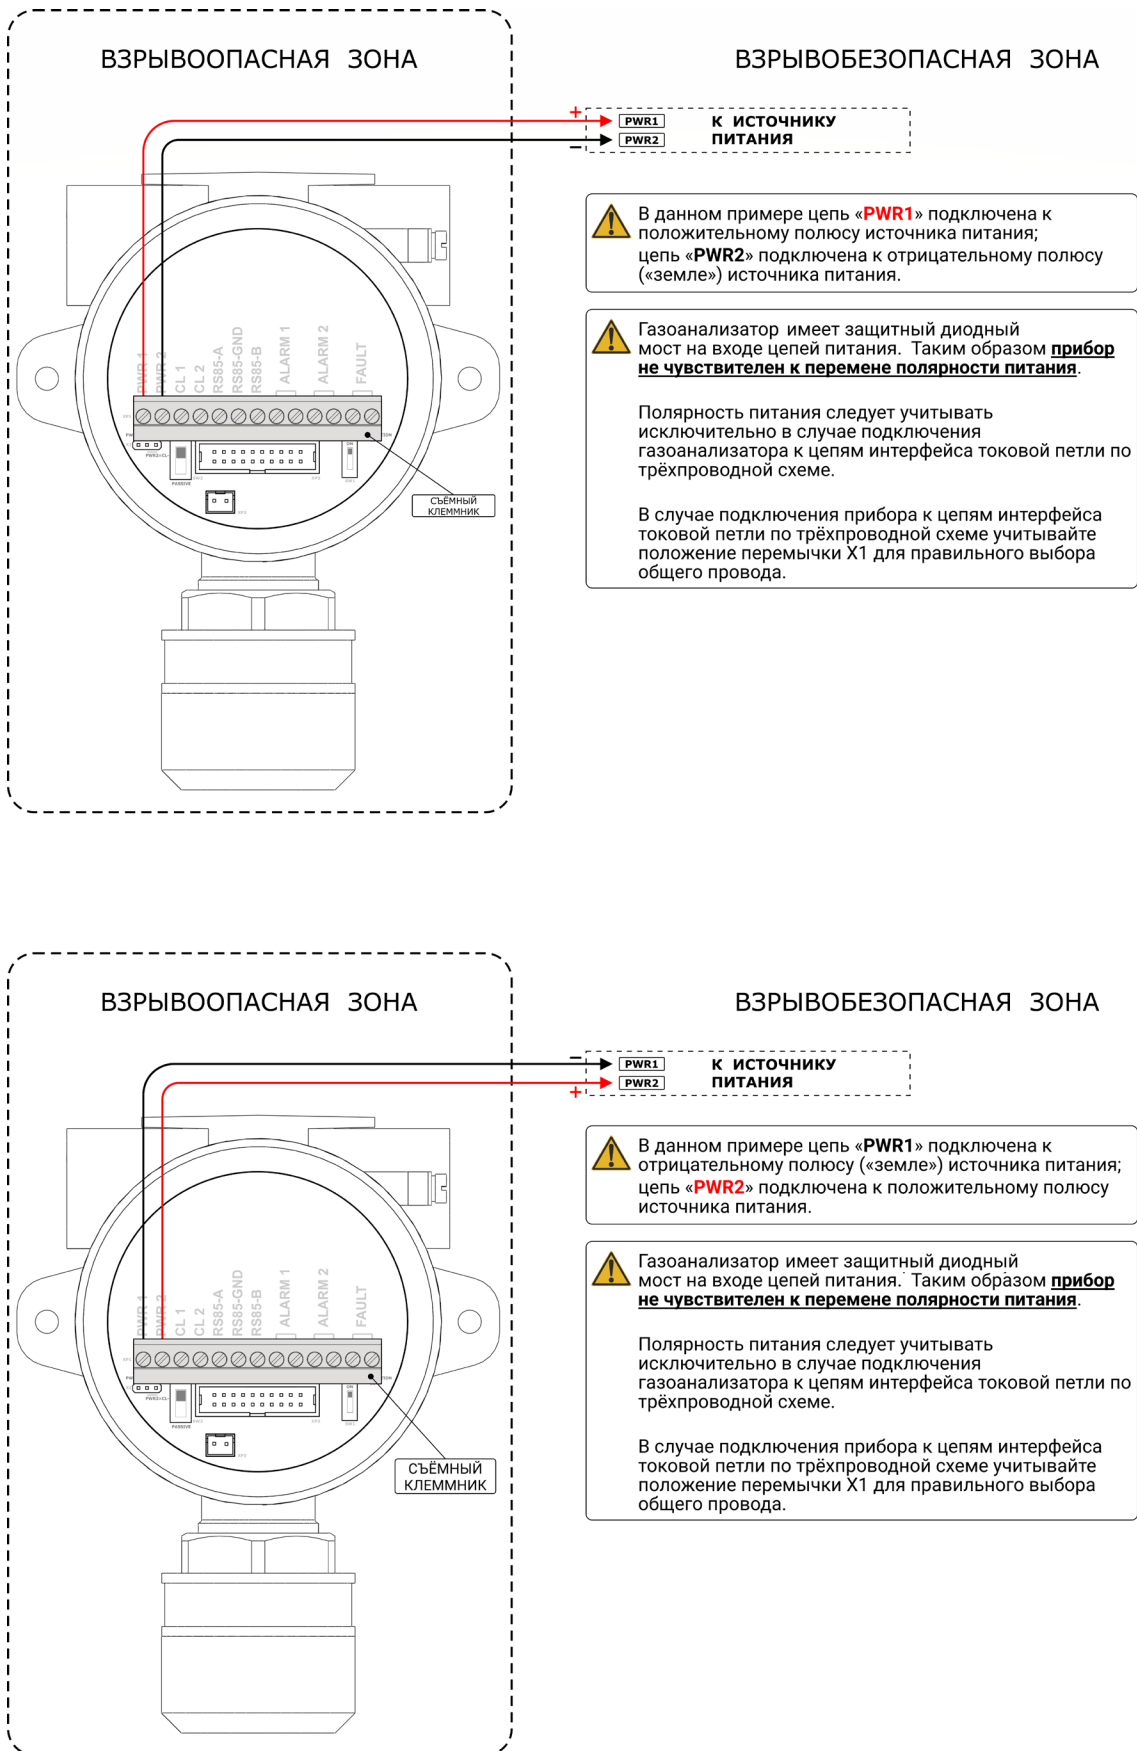 ВЗРЫВООПАСНАЯ ЗОНА
ВЗРЫВОБЕЗОПАСНАЯ ЗОНА
+
PWR1
К ИСТОЧНИКУ
−
PWR2
ПИТАНИЯ
В данном примере цепь «PWR1» подключена к
положительному полюсу источника питания;
цепь «PWR2» подключена к отрицательному полюсу
(«земле») источника питания.
Газоанализатор имеет защитный диодный
мост на входе цепей питания. Таким образом прибор
не чувствителен к перемене полярности питания.
Полярность питания следует учитывать
исключительно в случае подключения
газоанализатора к цепям интерфейса токовой петли по
трёхпроводной схеме.
В случае подключения прибора к цепям интерфейса
токовой петли по трёхпроводной схеме учитывайте
положение перемычки X1 для правильного выбора
общего провода.
PWR 1
PWR 2
CL 1
CL 2
RS85-A
RS85-GND
RS85-B
ALARM 1
ALARM 2
FAULT
PWR2=CL-
ON
PASSIVE
СЪЁМНЫЙ
КЛЕММНИК
ВЗРЫВООПАСНАЯ ЗОНА
ВЗРЫВОБЕЗОПАСНАЯ ЗОНА
−
PWR1
К ИСТОЧНИКУ
+
PWR2
ПИТАНИЯ
В данном примере цепь «PWR1» подключена к
отрицательному полюсу («земле») источника питания;
цепь «PWR2» подключена к положительному полюсу
источника питания.
Газоанализатор имеет защитный диодный
мост на входе цепей питания. Таким образом прибор
не чувствителен к перемене полярности питания.
Полярность питания следует учитывать
исключительно в случае подключения
газоанализатора к цепям интерфейса токовой петли по
трёхпроводной схеме.
В случае подключения прибора к цепям интерфейса
токовой петли по трёхпроводной схеме учитывайте
положение перемычки X1 для правильного выбора
общего провода.
PWR 1
PWR 2
CL 1
CL 2
RS85-A
RS85-GND
RS85-B
ALARM 1
ALARM 2
FAULT
PWR2=CL-
ON
PASSIVE
СЪЁМНЫЙ
КЛЕММНИК